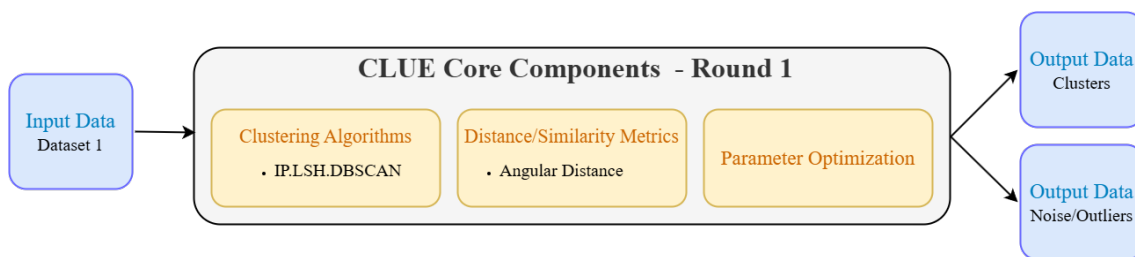 Input Data
Dataset 1
CLUE Core Components - Round 1
Clustering Algorithms
• IP.LSH.DBSCAN
Distance/Similarity Metrics
• Angular Distance
Parameter Optimization
Output Data
Clusters
Output Data
Noise/Outliers